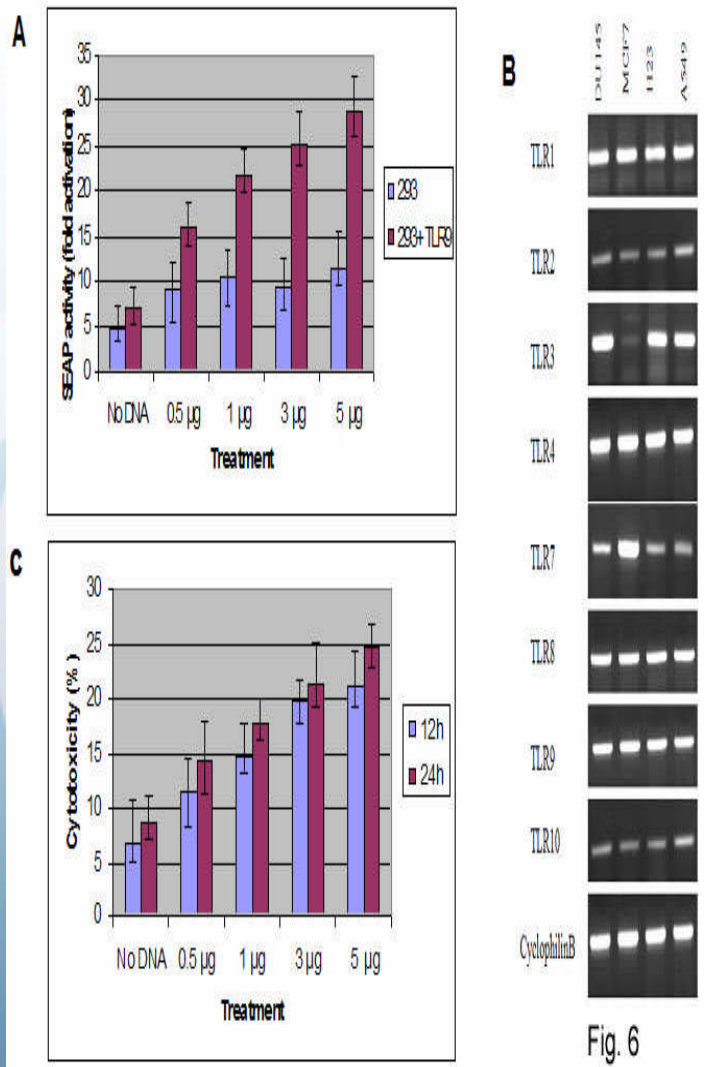 A
SEAP activity (fold activation)
35
30
25
20
15
10
5
0
No DNA 0.5 µg 1 µg 3 µg 5 µg
Treatment
293
293+TLR9
B
DU145 MCF7 H23 A549
TLR1
TLR2
TLR3
TLR4
TLR7
TLR8
TLR9
TLR10
CyclophilinB
Fig. 6
C
Cytotoxicity (%)
30
25
20
15
10
5
0
No DNA 0.5 µg 1 µg 3 µg 5 µg
Treatment
12h
24h